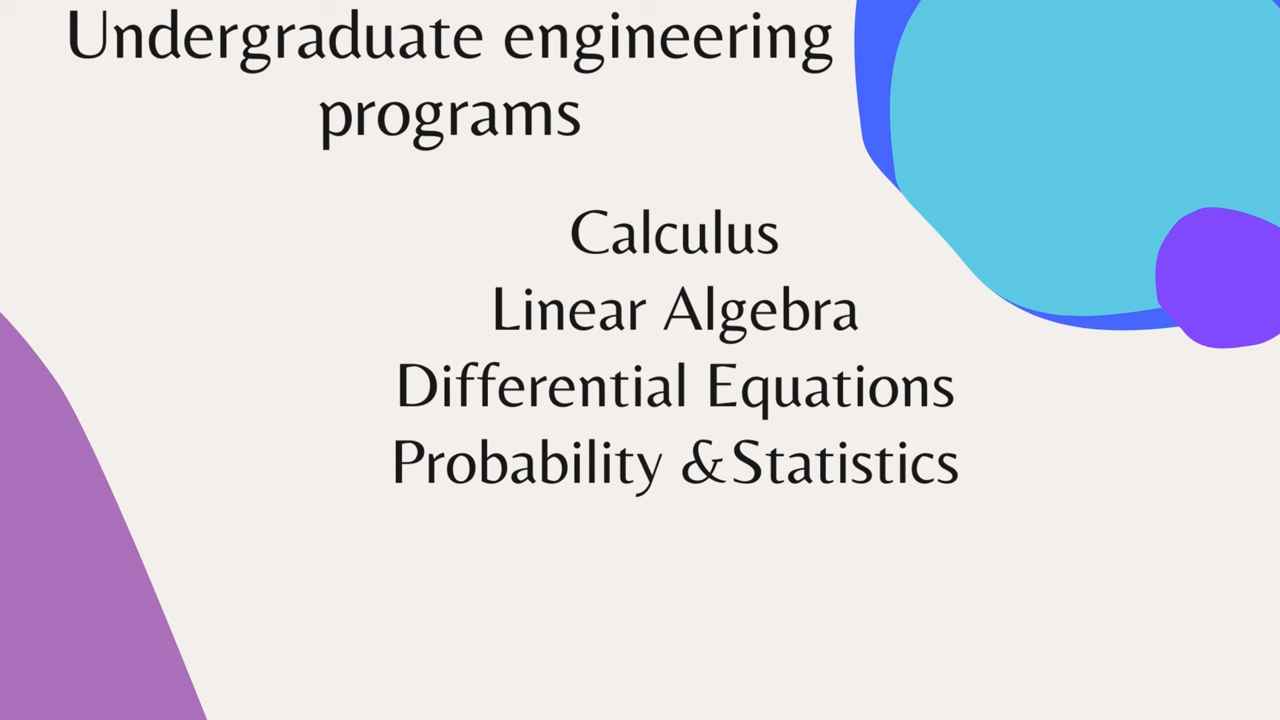 Undergraduate engineering
programs
Calculus
Linear Algebra
Differential Equations
Probability &Statistics